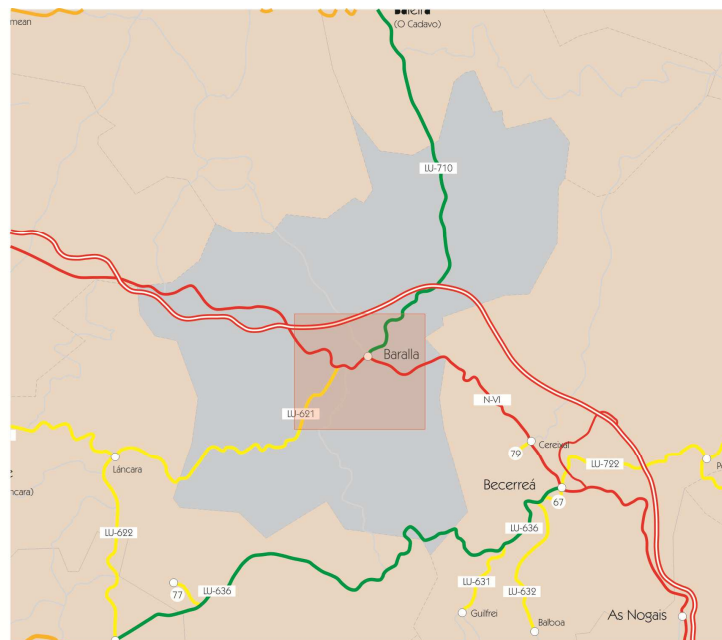 mean
(O Cadavo)
LU-710
Baralla
LU-621
N-VI
Cereixal
79
LU-722
Láncara
Becerreá
67
LU-636
LU-622
LU-631
LU-632
77
LU-636
Guilfrei
Balboa
As Nogais